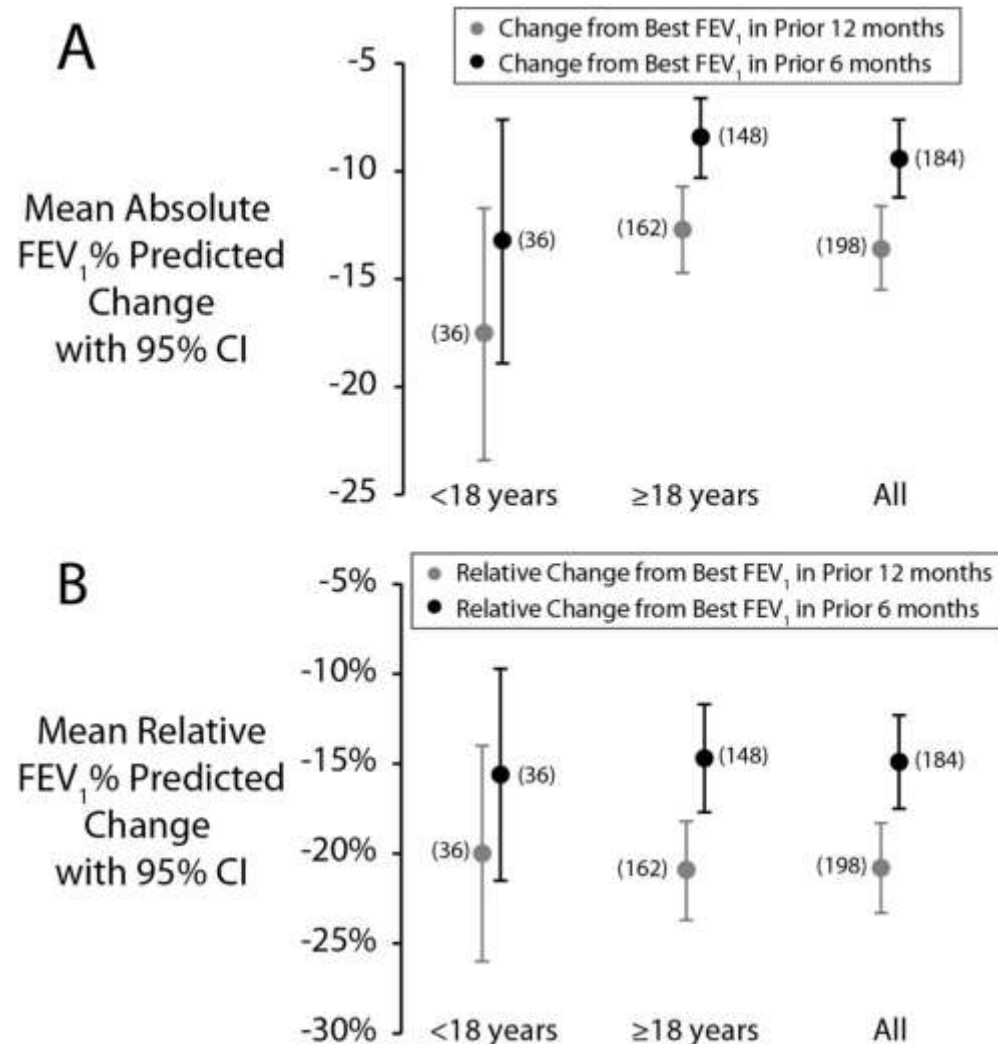 A
Change from Best FEV₁ in Prior 12 months
Change from Best FEV₁ in Prior 6 months
Mean Absolute
FEV₁% Predicted
Change
with 95% CI
-5
-10
-15
-20
-25
(36)
(36)
(162)
(148)
(198)
(184)
<18 years
≥18 years
All
B
Relative Change from Best FEV₁ in Prior 12 months
Relative Change from Best FEV₁ in Prior 6 months
Mean Relative
FEV₁% Predicted
Change
with 95% CI
-5%
-10%
-15%
-20%
-25%
-30%
(36)
(36)
(162)
(148)
(198)
(184)
<18 years
≥18 years
All